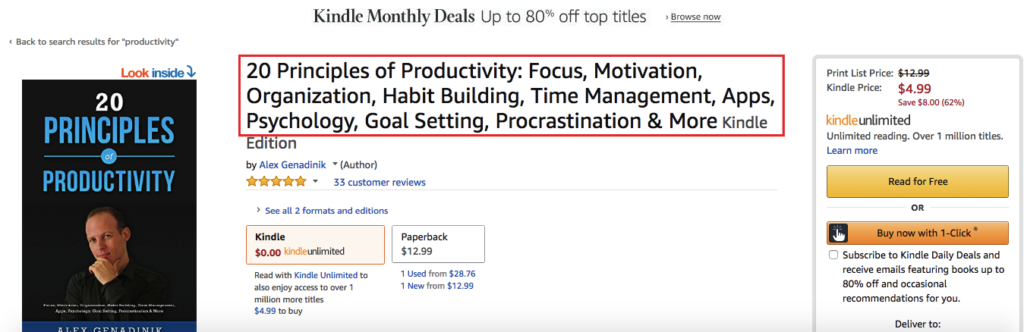 Kindle Monthly Deals Up to 80% off top titles › Browse now
‹ Back to search results for "productivity"
Look inside
20
PRINCIPLES
of
PRODUCTIVITY
Focus, Motivation, Organization, Habit Building, Time Management,
Apps, Psychology, Goal Setting, Procrastination & More
ALEX GENADINIK
20 Principles of Productivity: Focus, Motivation,
Organization, Habit Building, Time Management, Apps,
Psychology, Goal Setting, Procrastination & More Kindle
Edition
by Alex Genadinik (Author)
33 customer reviews
› See all 2 formats and editions
Kindle
$0.00 kindleunlimited
Paperback
$12.99
Read with Kindle Unlimited to
also enjoy access to over 1
million more titles
$4.99 to buy
1 Used from $28.76
1 New from $12.99
Print List Price: $12.99
Kindle Price: $4.99
Save $8.00 (62%)
kindleunlimited
Unlimited reading. Over 1 million titles.
Learn more
Read for Free
OR
Buy now with 1-Click ®
Subscribe to Kindle Daily Deals and
receive emails featuring books up to
80% off and occasional
recommendations for you.
Deliver to: